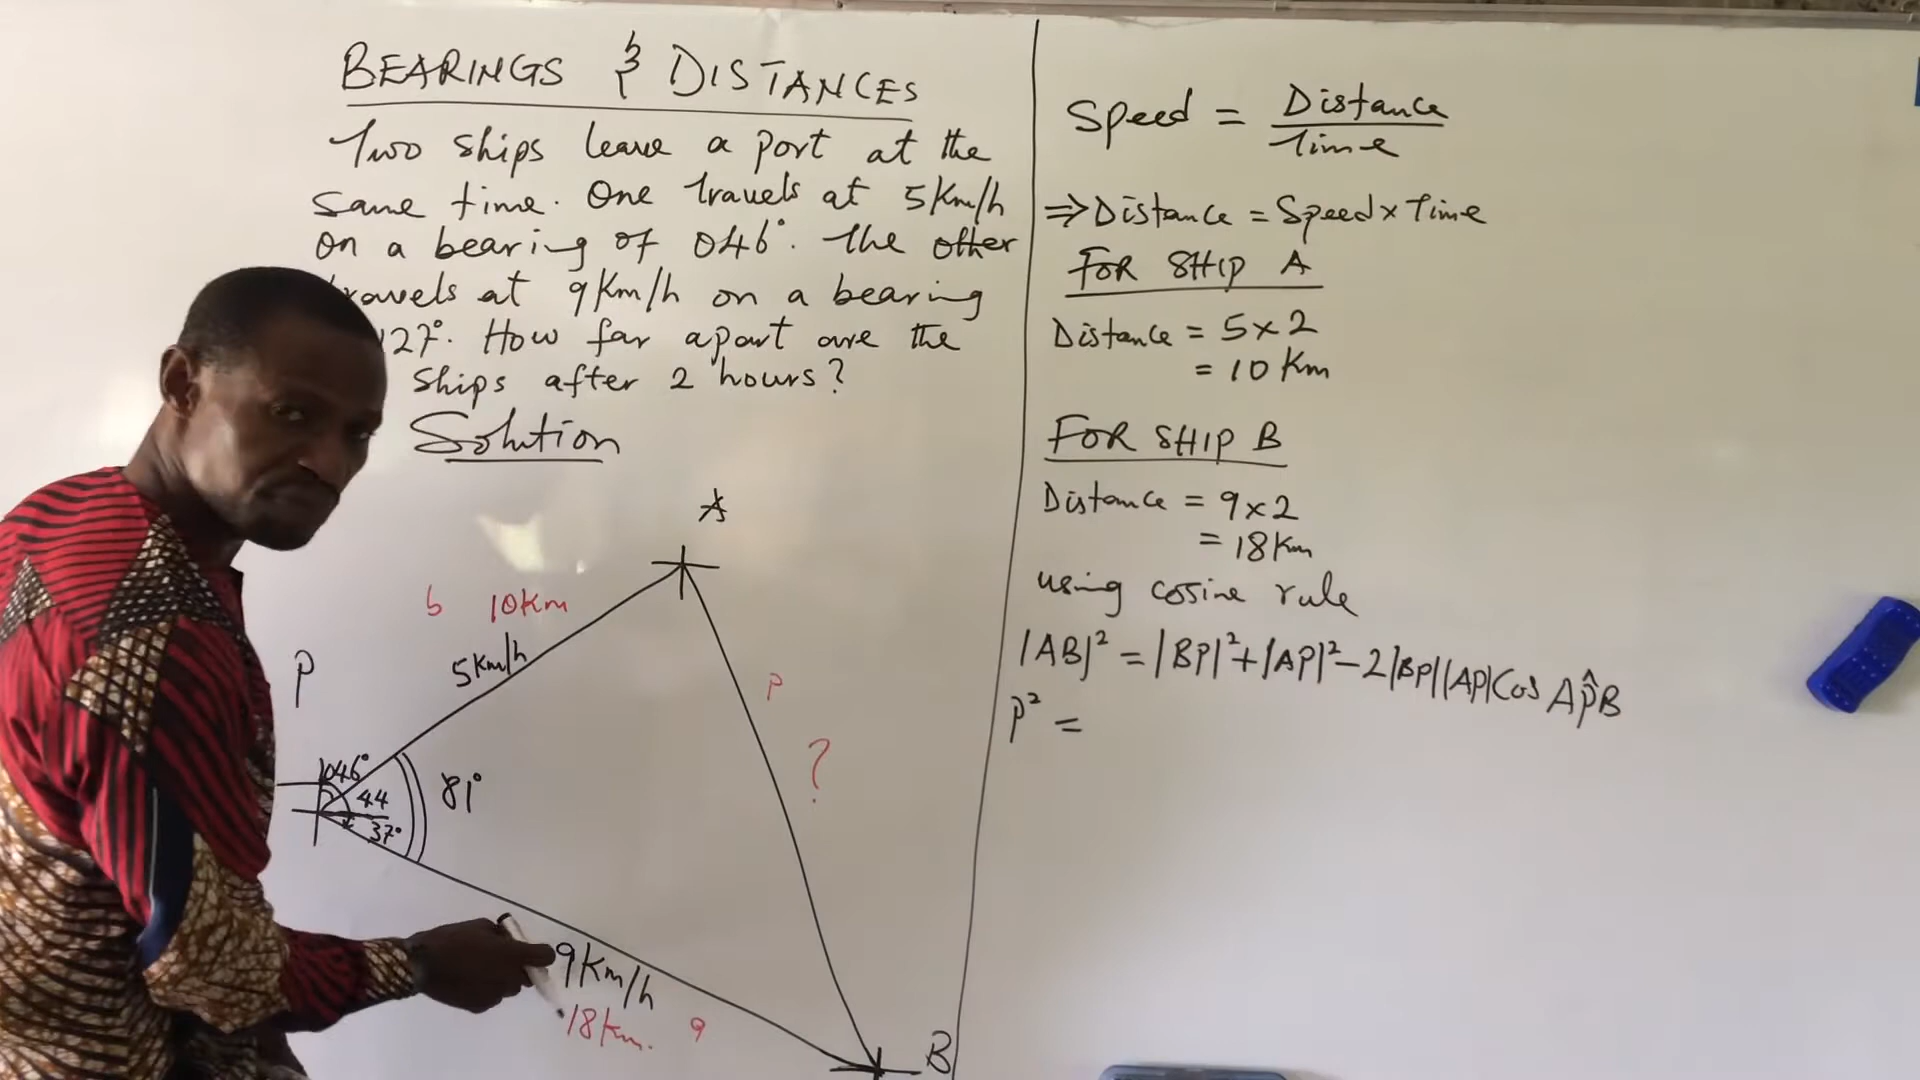 BEARINGS & DISTANCES
Two ships leave a port at the
same time. One travels at 5Km/h
on a bearing of 046°. The other
travels at 9Km/h on a bearing
127°. How far apart are the
ships after 2 hours?
Solution
A
b 10Km
5Km/h
P
P
?
046°
44
37°
81°
9Km/h
18Km.
B
Speed = Distance
Time
⇒ Distance = Speed × Time
FOR SHIP A
Distance = 5 × 2
= 10 Km
FOR SHIP B
Distance = 9 × 2
= 18Km
using cosine rule
|AB|² = |BP|² + |AP|² - 2|BP||AP|Cos AP̂B
P² =